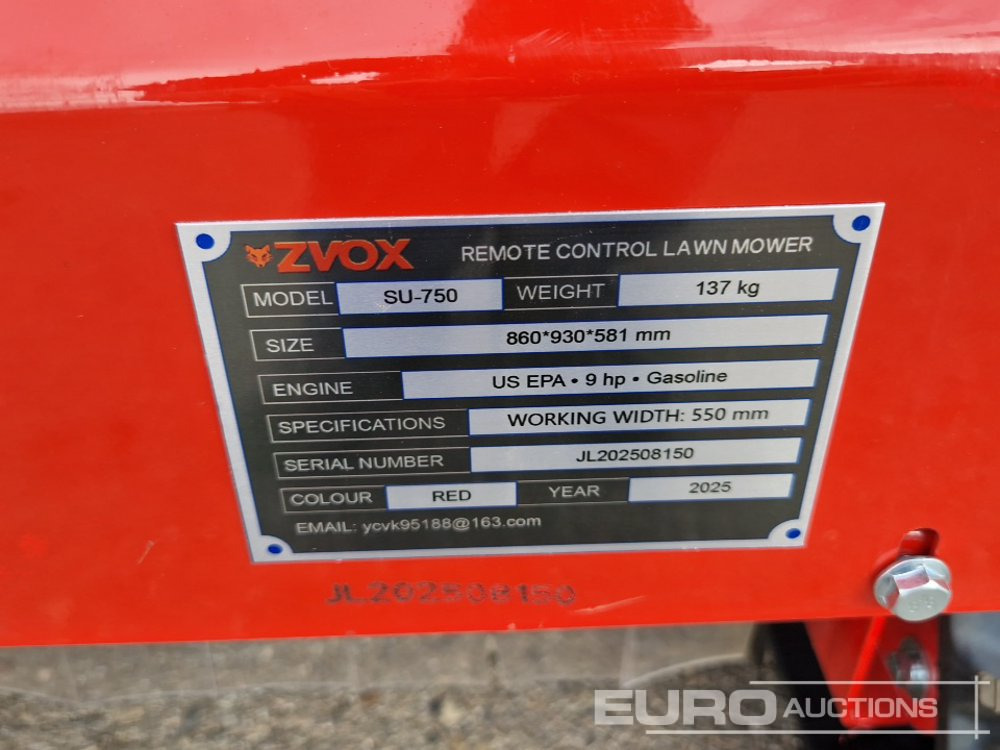 ZVOX REMOTE CONTROL LAWN MOWER
MODEL SU-750 WEIGHT 137 kg
SIZE 860*930*581 mm
ENGINE US EPA • 9 hp • Gasoline
SPECIFICATIONS WORKING WIDTH: 550 mm
SERIAL NUMBER JL202508150
COLOUR RED YEAR 2025
EMAIL: ycvk95188@163.com
JL202508150
EURO AUCTIONS